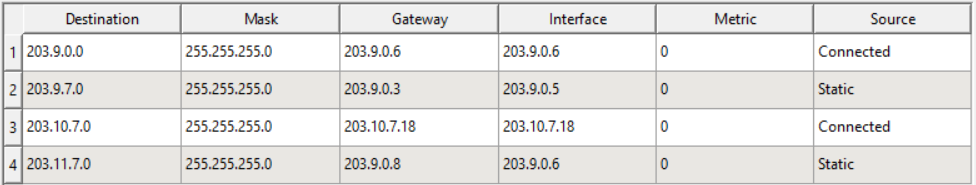 Destination Mask Gateway Interface Metric Source
1 203.9.0.0 255.255.255.0 203.9.0.6 203.9.0.6 0 Connected
2 203.9.7.0 255.255.255.0 203.9.0.3 203.9.0.5 0 Static
3 203.10.7.0 255.255.255.0 203.10.7.18 203.10.7.18 0 Connected
4 203.11.7.0 255.255.255.0 203.9.0.8 203.9.0.6 0 Static